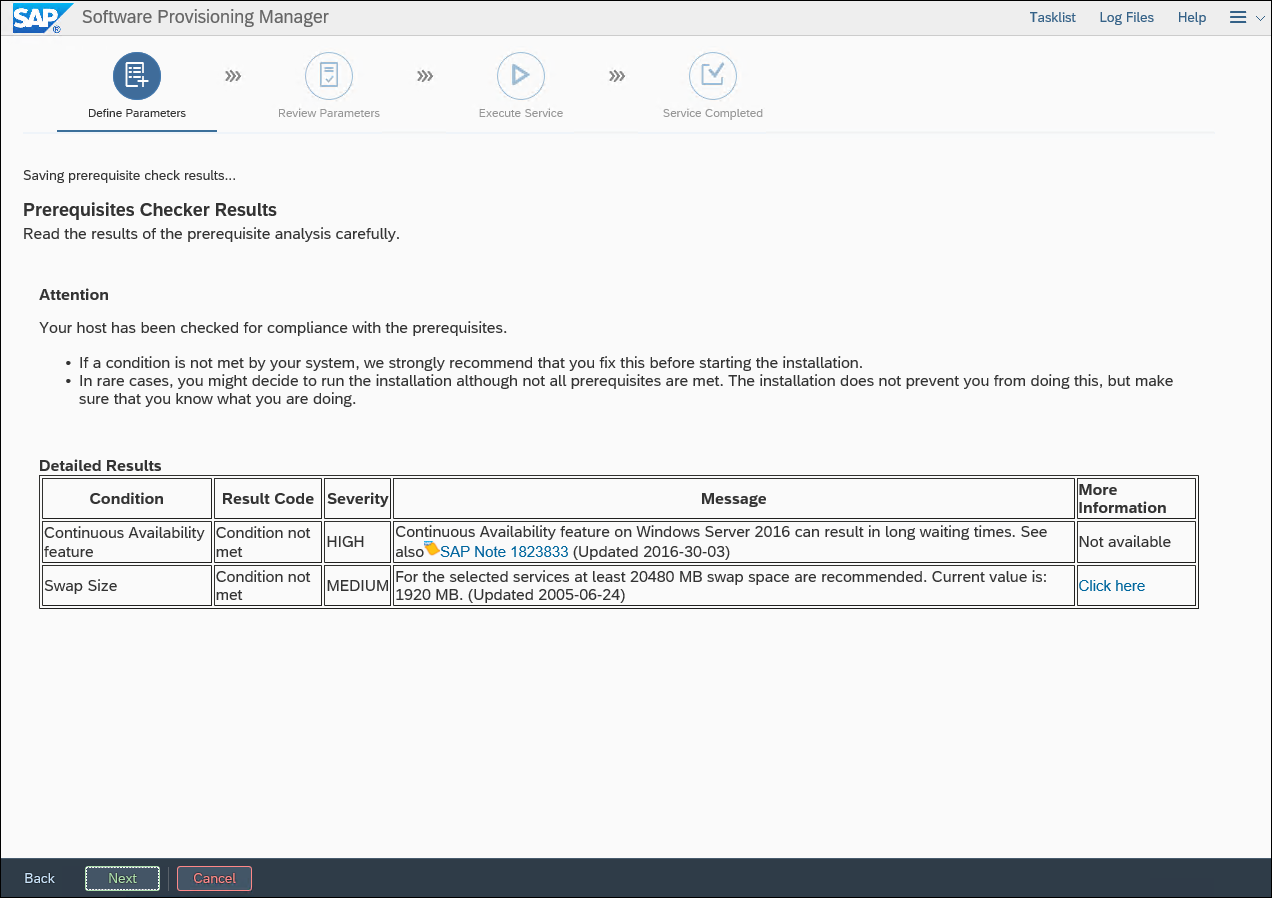 SAP ® Software Provisioning Manager Tasklist Log Files Help
Define Parameters Review Parameters Execute Service Service Completed
Saving prerequisite check results...
Prerequisites Checker Results
Read the results of the prerequisite analysis carefully.
Attention
Your host has been checked for compliance with the prerequisites.
• If a condition is not met by your system, we strongly recommend that you fix this before starting the installation.
• In rare cases, you might decide to run the installation although not all prerequisites are met. The installation does not prevent you from doing this, but make
sure that you know what you are doing.
Detailed Results
Condition Result Code Severity Message More
Information
Continuous Availability
feature
Condition not
met
HIGH
Continuous Availability feature on Windows Server 2016 can result in long waiting times. See
also SAP Note 1823833 (Updated 2016-30-03)
Not available
Swap Size
Condition not
met
MEDIUM
For the selected services at least 20480 MB swap space are recommended. Current value is:
1920 MB. (Updated 2005-06-24)
Click here
Back Next Cancel